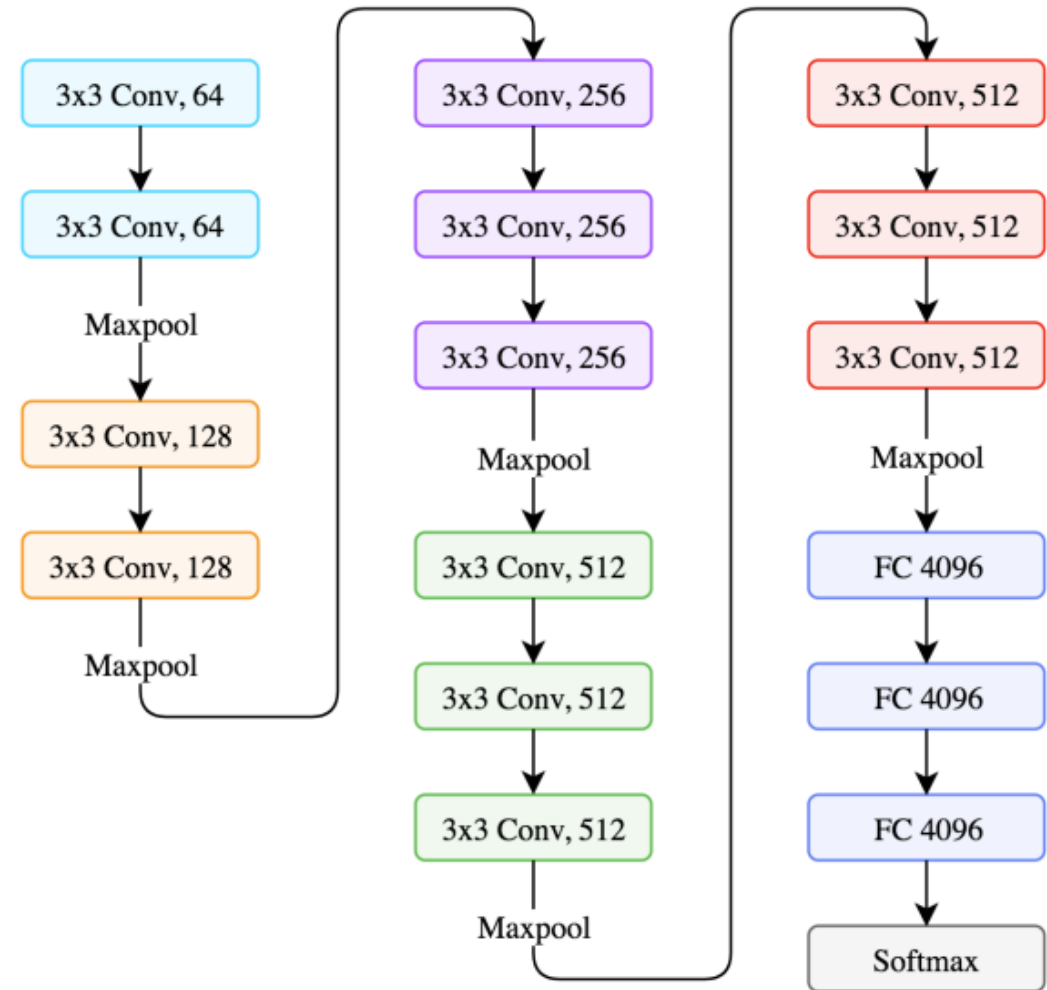 3x3 Conv, 64
3x3 Conv, 64
Maxpool
3x3 Conv, 128
3x3 Conv, 128
Maxpool
3x3 Conv, 256
3x3 Conv, 256
3x3 Conv, 256
Maxpool
3x3 Conv, 512
3x3 Conv, 512
3x3 Conv, 512
Maxpool
3x3 Conv, 512
3x3 Conv, 512
3x3 Conv, 512
Maxpool
FC 4096
FC 4096
FC 4096
Softmax